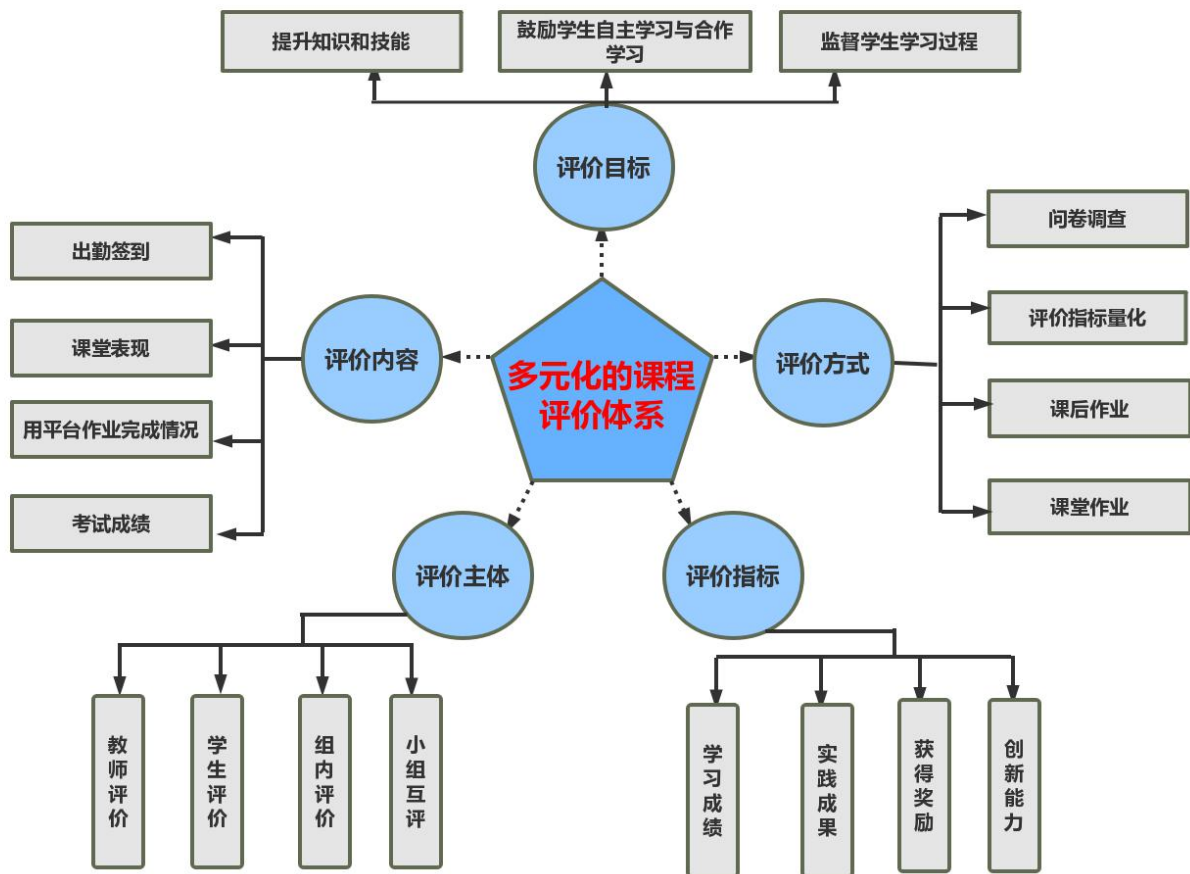 提升知识和技能
鼓励学生自主学习与合作
学习
监督学生学习过程
评价目标
出勤签到
课堂表现
用平台作业完成情况
考试成绩
评价内容
多元化的课程
评价体系
评价方式
问卷调查
评价指标量化
课后作业
课堂作业
评价主体
评价指标
教师评价
学生评价
组内评价
小组互评
学习成绩
实践成果
获得奖励
创新能力